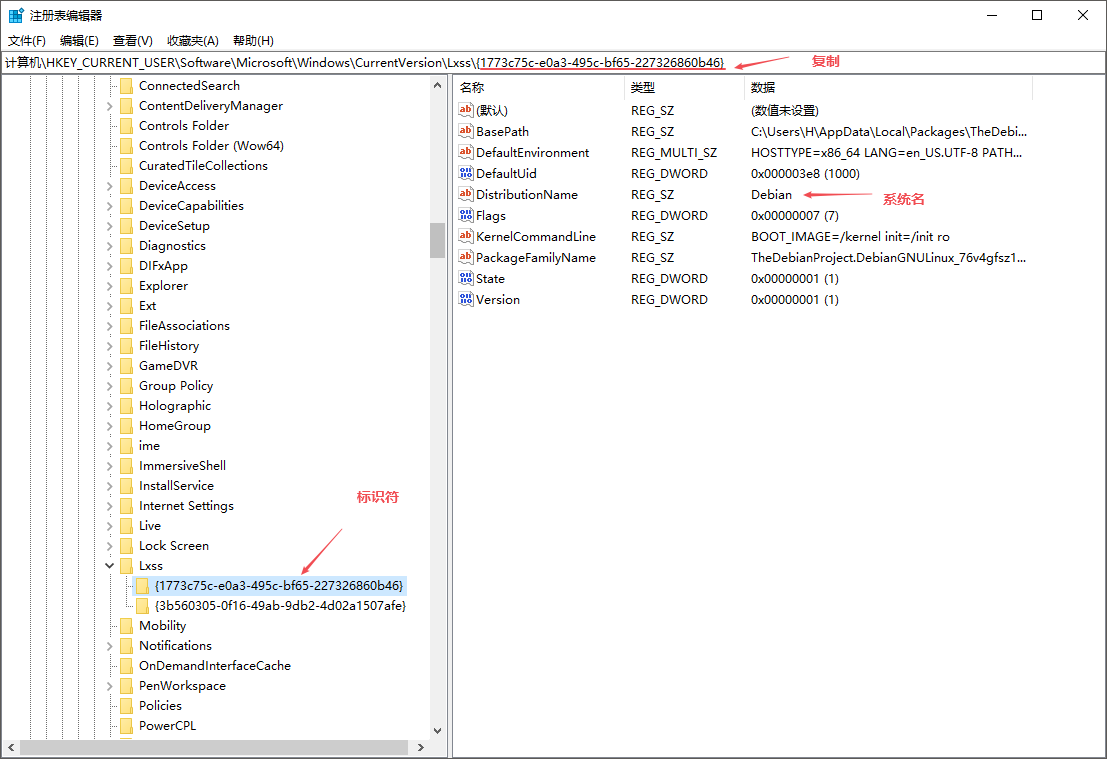 注册表编辑器
文件(F) 编辑(E) 查看(V) 收藏夹(A) 帮助(H)
计算机\HKEY_CURRENT_USER\Software\Microsoft\Windows\CurrentVersion\Lxss\{1773c75c-e0a3-495c-bf65-227326860b46}
复制
ConnectedSearch
ContentDeliveryManager
Controls Folder
Controls Folder (Wow64)
CuratedTileCollections
DeviceAccess
DeviceCapabilities
DeviceSetup
Diagnostics
DIFxApp
Explorer
Ext
FileAssociations
FileHistory
GameDVR
Group Policy
Holographic
HomeGroup
ime
ImmersiveShell
InstallService
Internet Settings
标识符
Live
Lock Screen
Lxss
{1773c75c-e0a3-495c-bf65-227326860b46}
{3b560305-0f16-49ab-9db2-4d02a1507afe}
Mobility
Notifications
OnDemandInterfaceCache
PenWorkspace
Policies
PowerCPL
名称 类型 数据
(默认) REG_SZ (数值未设置)
BasePath REG_SZ C:\Users\H\AppData\Local\Packages\TheDebi...
DefaultEnvironment REG_MULTI_SZ HOSTTYPE=x86_64 LANG=en_US.UTF-8 PATH...
DefaultUid REG_DWORD 0x000003e8 (1000)
DistributionName REG_SZ Debian
系统名
Flags REG_DWORD 0x00000007 (7)
KernelCommandLine REG_SZ BOOT_IMAGE=/kernel init=/init ro
PackageFamilyName REG_SZ TheDebianProject.DebianGNULinux_76v4gfsz1...
State REG_DWORD 0x00000001 (1)
Version REG_DWORD 0x00000001 (1)